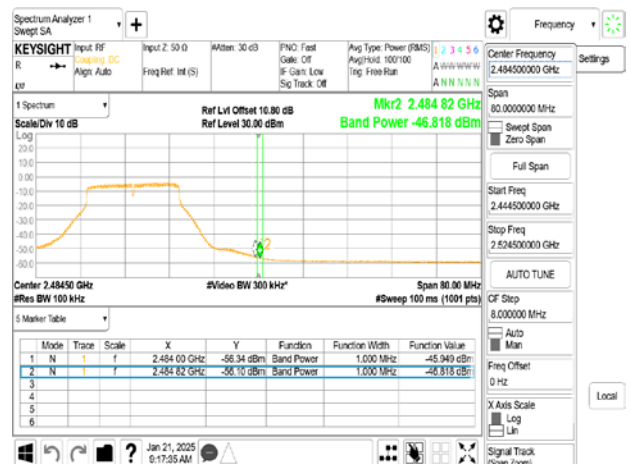 Spectrum Analyzer 1
Swept SA
+
Frequency
KEYSIGHT
R
Input: RF
Coupling: DC
Align: Auto
Input Z: 50 Ω
Freq Ref: Int (S)
#Atten: 30 dB
PNO: Fast
Gate: Off
IF Gain: Low
Sig Track: Off
Avg Type: Power (RMS)
Avg|Hold: 100/100
Trig: Free Run
1 2 3 4 5 6
A W W W W W
A N N N N N
1 Spectrum
Scale/Div 10 dB
Ref Lvl Offset 10.80 dB
Ref Level 30.00 dBm
Mkr2 2.484 82 GHz
Band Power -46.818 dBm
Log
20.0
10.0
0.00
-10.0
-20.0
-30.0
-40.0
-50.0
-60.0
2
Center 2.48450 GHz
#Res BW 100 kHz
#Video BW 300 kHz*
Span 80.00 MHz
#Sweep 100 ms (1001 pts)
5 Marker Table
Mode Trace Scale X Y Function Function Width Function Value
1 N 1 f 2.484 00 GHz -56.34 dBm Band Power 1.000 MHz -45.949 dBm
2 N 1 f 2.484 82 GHz -56.10 dBm Band Power 1.000 MHz -46.818 dBm
3
4
5
6
?
Jan 21, 2025
9:17:35 AM
Center Frequency
2.484500000 GHz
Settings
Span
80.0000000 MHz
Swept Span
Zero Span
Full Span
Start Freq
2.444500000 GHz
Stop Freq
2.524500000 GHz
AUTO TUNE
CF Step
8.000000 MHz
Auto
Man
Freq Offset
0 Hz
X Axis Scale
Log
Lin
Local
Signal Track
(Span Zoom)